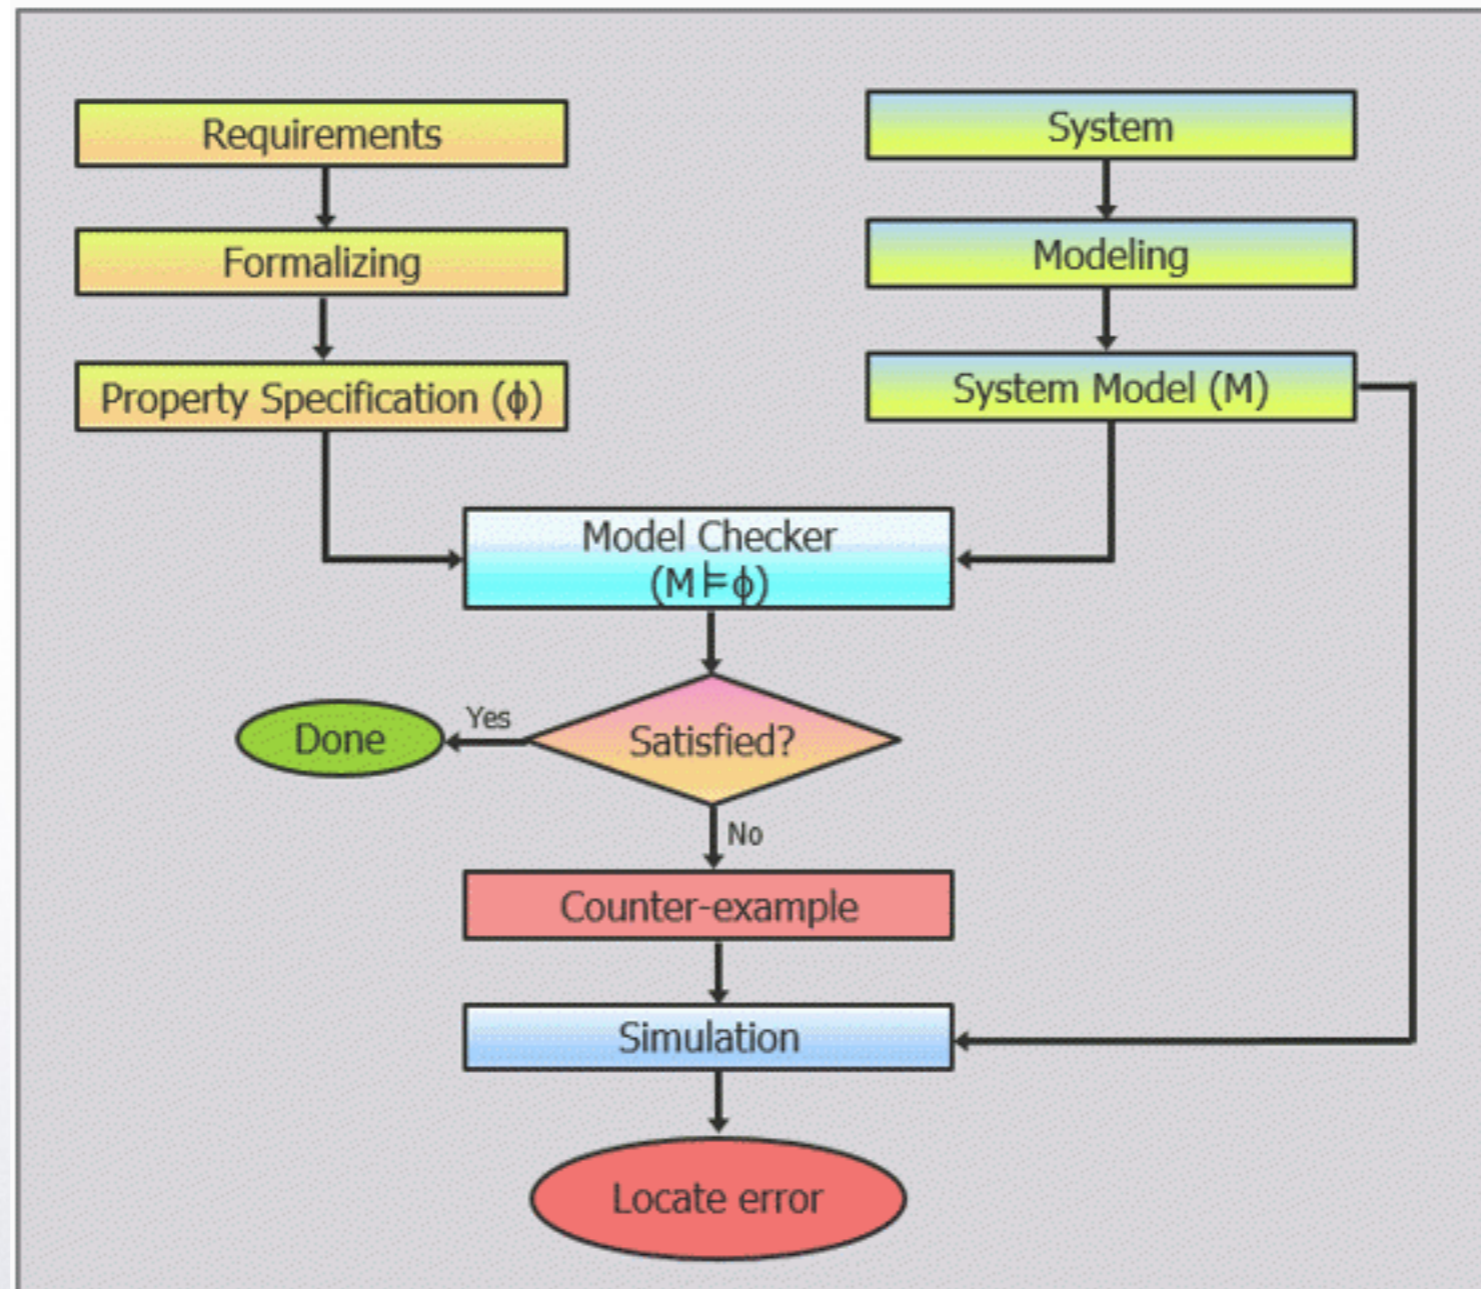 Requirements
System
Formalizing
Modeling
Property Specification (ϕ)
System Model (M)
Model Checker
(M⊨ϕ)
Satisfied?
Yes
Done
No
Counter-example
Simulation
Locate error